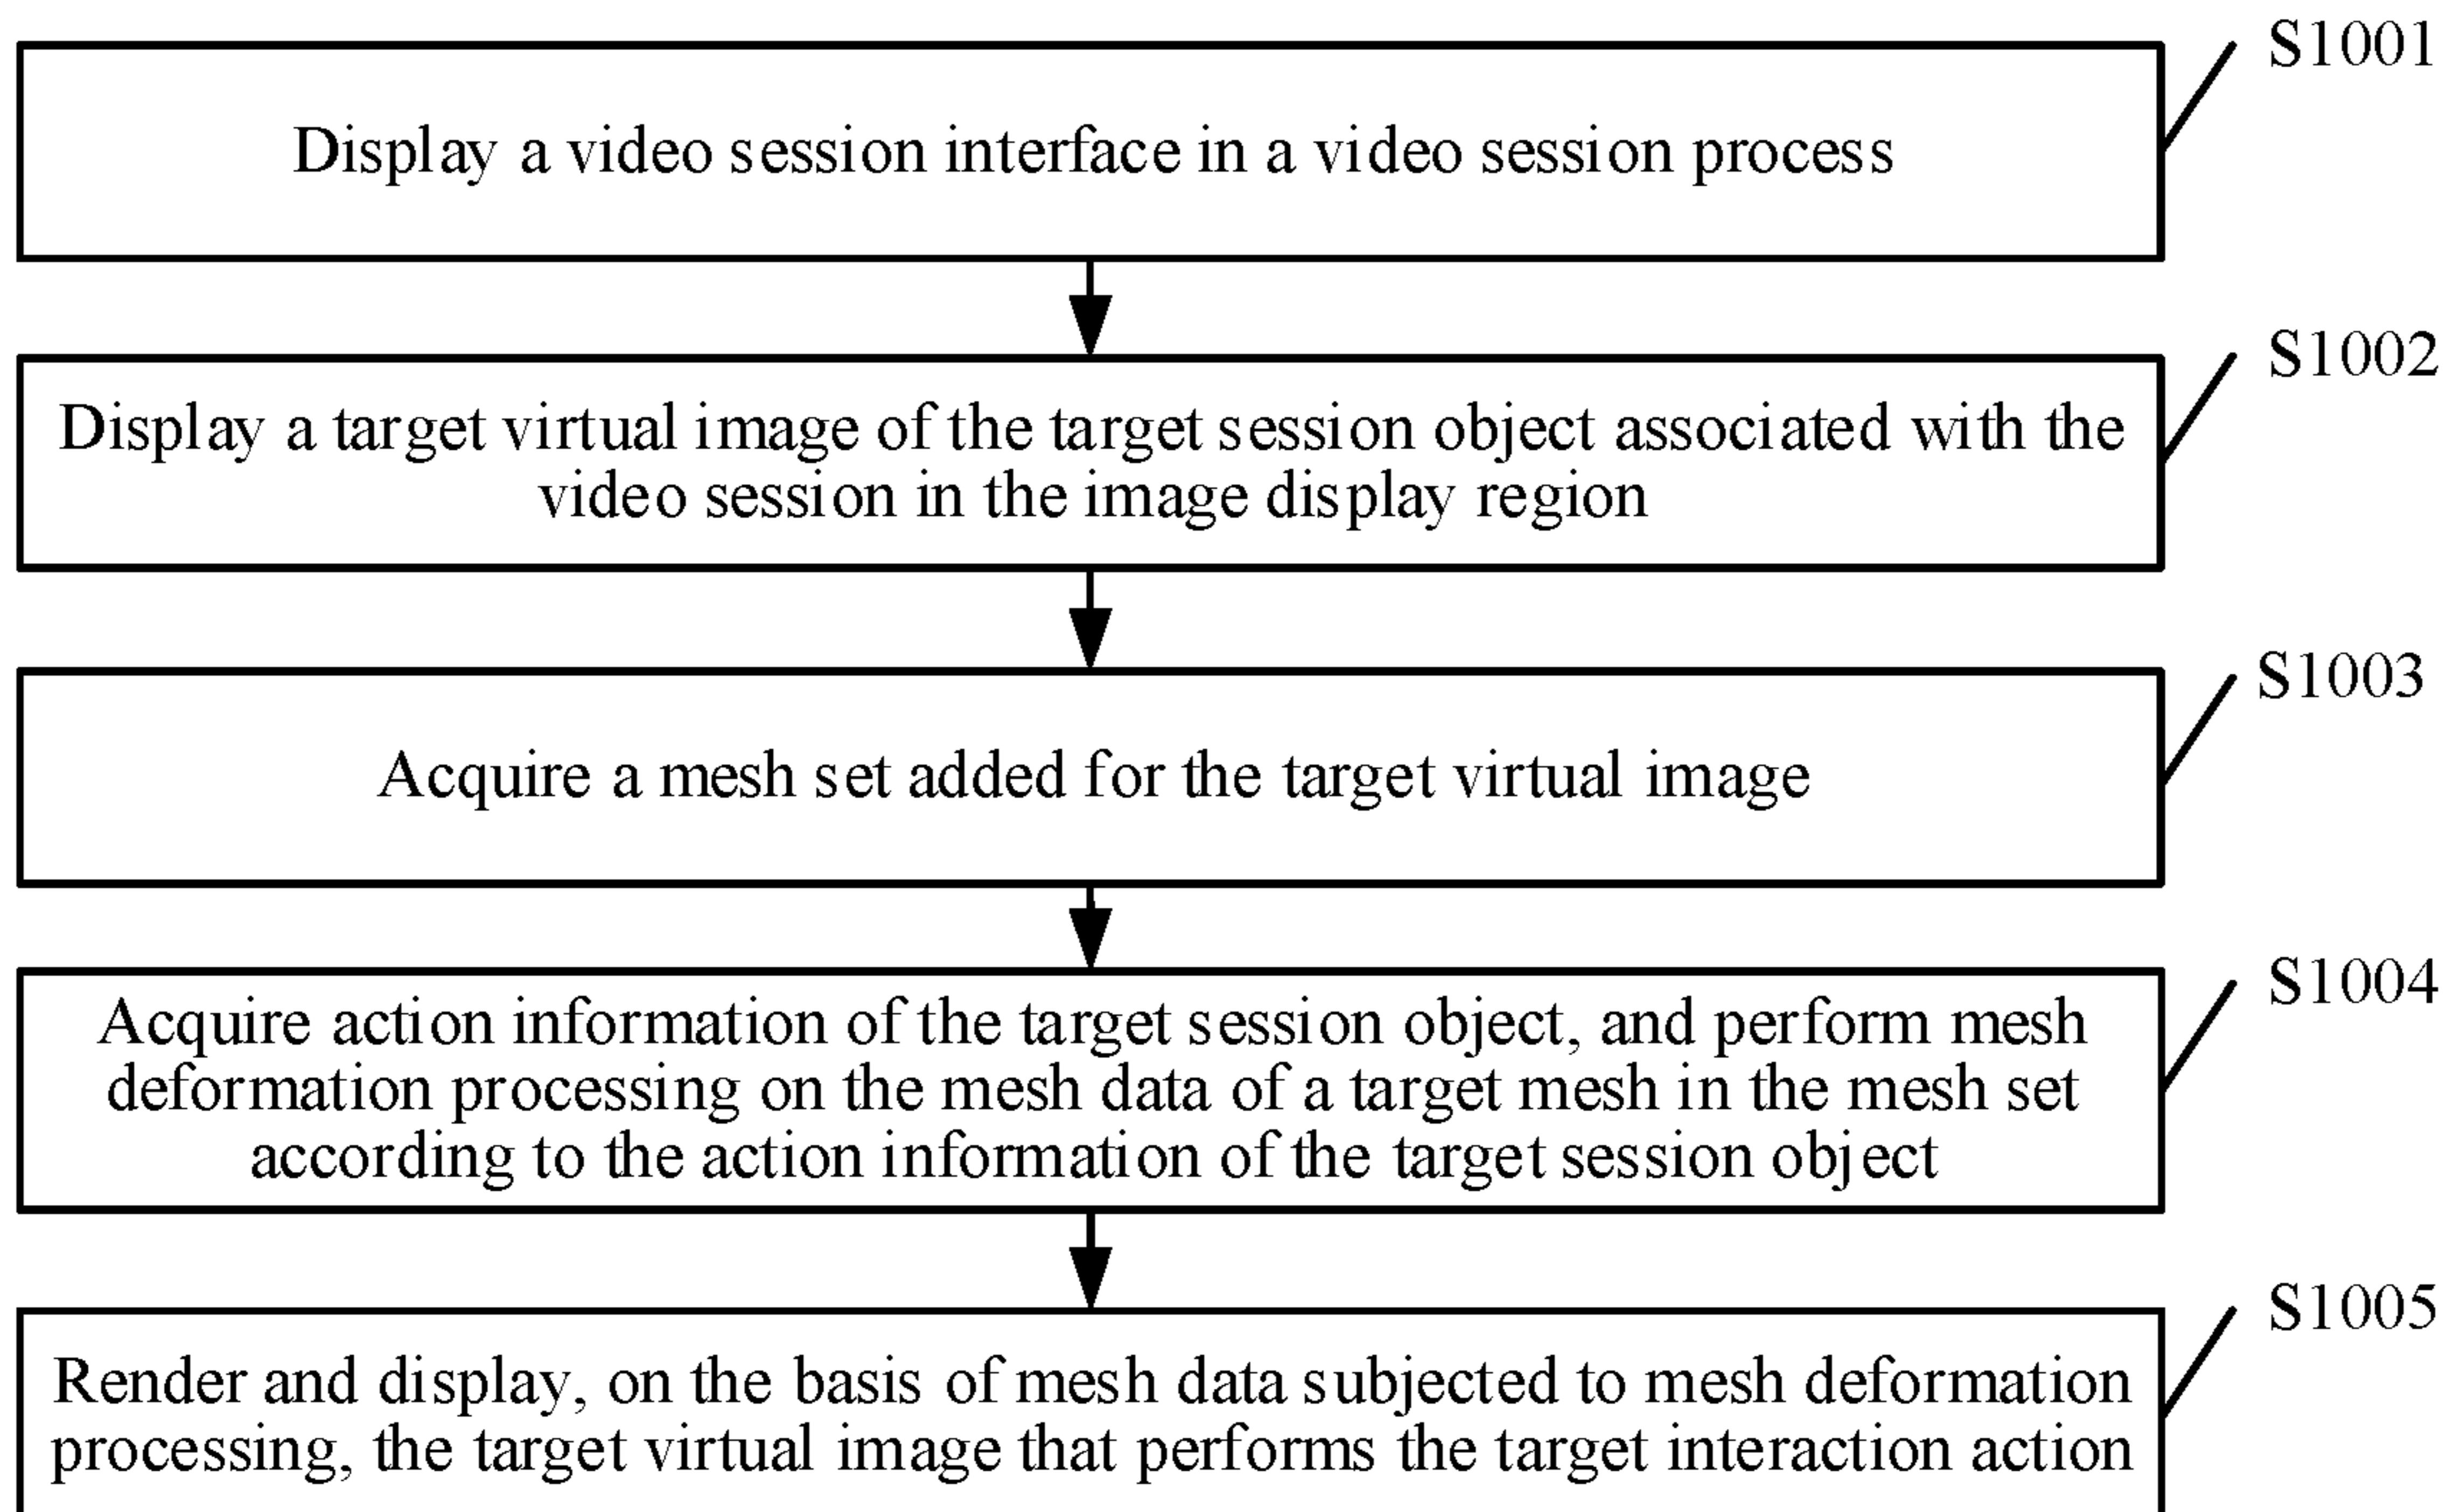 S1001
Display a video session interface in a video session process
S1002
Display a target virtual image of the target session object associated with the
video session in the image display region
S1003
Acquire a mesh set added for the target virtual image
S1004
Acquire action information of the target session object, and perform mesh
deformation processing on the mesh data of a target mesh in the mesh set
according to the action information of the target session object
S1005
Render and display, on the basis of mesh data subjected to mesh deformation
processing, the target virtual image that performs the target interaction action